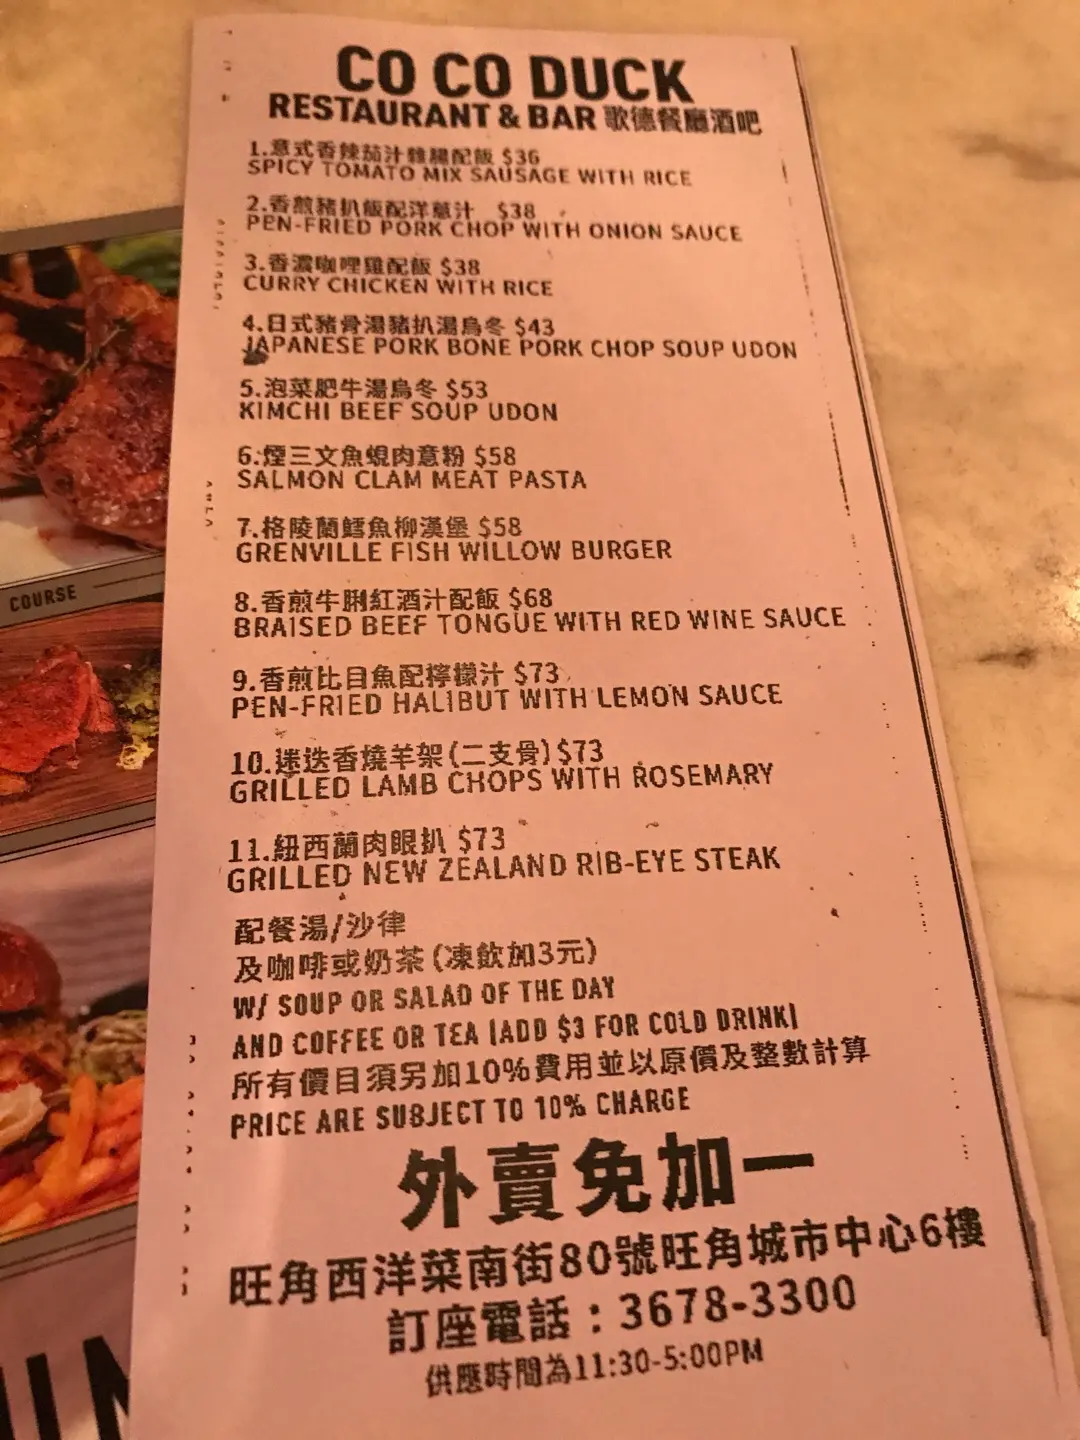 CO CO DUCK
RESTAURANT & BAR 歌德餐廳酒吧
1.意式香辣茄汁雜腸配飯 $36
SPICY TOMATO MIX SAUSAGE WITH RICE
2.香煎豬扒飯配洋蔥汁 $38
PEN-FRIED PORK CHOP WITH ONION SAUCE
3.香濃咖哩雞配飯 $38
CURRY CHICKEN WITH RICE
4.日式豬骨湯豬扒湯烏冬 $43
JAPANESE PORK BONE PORK CHOP SOUP UDON
5.泡菜肥牛湯烏冬 $53
KIMCHI BEEF SOUP UDON
6.煙三文魚蜆肉意粉 $58
SALMON CLAM MEAT PASTA
7.格陵蘭鱈魚柳漢堡 $58
GRENVILLE FISH WILLOW BURGER
8.香煎牛脷紅酒汁配飯 $68
BRAISED BEEF TONGUE WITH RED WINE SAUCE
9.香煎比目魚配檸檬汁 $73
PEN-FRIED HALIBUT WITH LEMON SAUCE
10.迷迭香燒羊架(二支骨)$73
GRILLED LAMB CHOPS WITH ROSEMARY
11.紐西蘭肉眼扒 $73
GRILLED NEW ZEALAND RIB-EYE STEAK
配餐湯/沙律
及咖啡或奶茶(凍飲加3元)
W/ SOUP OR SALAD OF THE DAY
AND COFFEE OR TEA [ADD $3 FOR COLD DRINK]
所有價目須另加10%費用並以原價及整數計算
PRICE ARE SUBJECT TO 10% CHARGE
外賣免加一
旺角西洋菜南街80號旺角城市中心6樓
訂座電話：3678-3300
供應時間為11:30-5:00PM
COURSE